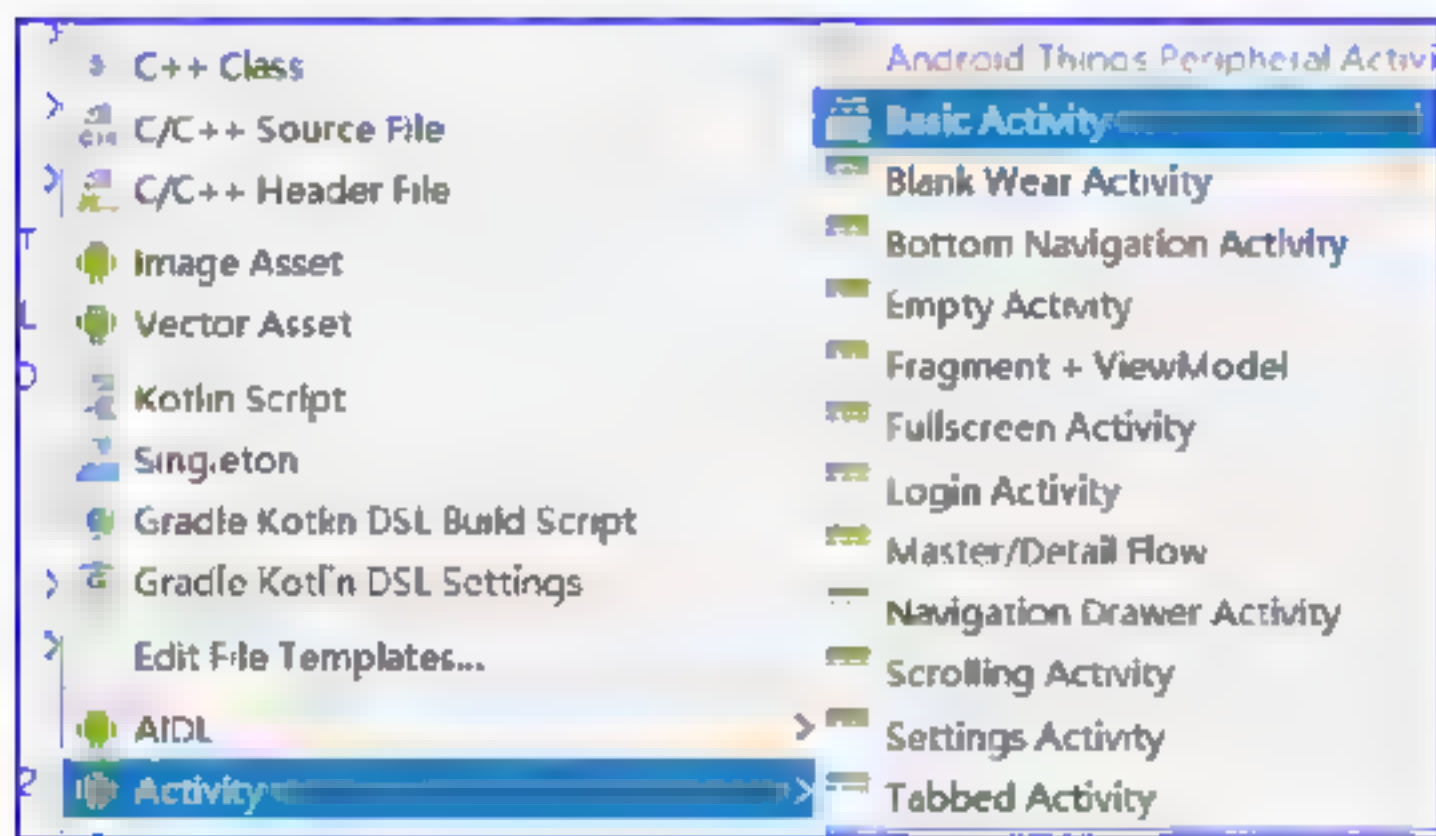 C++ Class
C/C++ Source File
C/C++ Header File
Image Asset
Vector Asset
Kotlin Script
Singleton
Gradle Kotlin DSL Build Script
Gradle Kotlin DSL Settings
Edit File Templates...
AIDL
Activity
Android Things Peripheral Activi
Basic Activity
Blank Wear Activity
Bottom Navigation Activity
Empty Activity
Fragment + ViewModel
Fullscreen Activity
Login Activity
Master/Detail Flow
Navigation Drawer Activity
Scrolling Activity
Settings Activity
Tabbed Activity